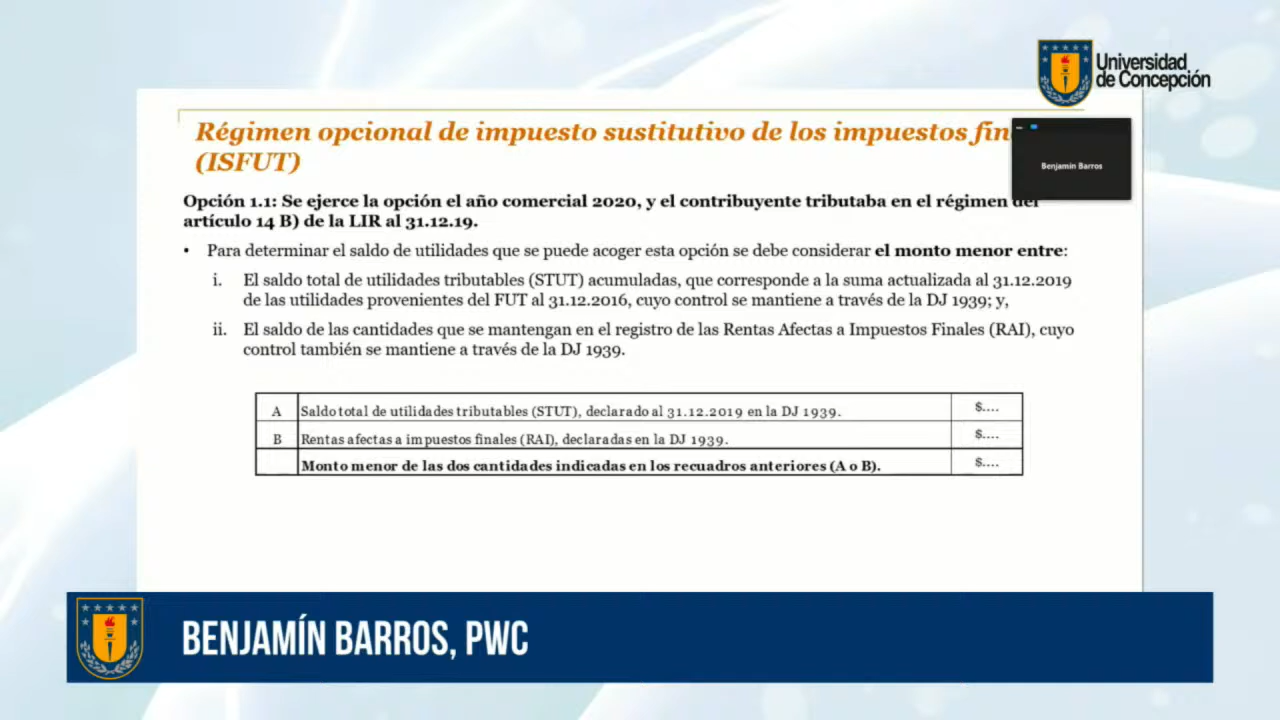 Universidad
de Concepción
Régimen opcional de impuesto sustitutivo de los impuestos
(ISFUT)
Benjamín Barros
Opción 1.1: Se ejerce la opción el año comercial 2020, y el contribuyente tributaba en el régimen del
artículo 14 B) de la LIR al 31.12.19.
• Para determinar el saldo de utilidades que se puede acoger esta opción se debe considerar el monto menor entre:
i. El saldo total de utilidades tributables (STUT) acumuladas, que corresponde a la suma actualizada al 31.12.2019
de las utilidades provenientes del FUT al 31.12.2016, cuyo control se mantiene a través de la DJ 1939; y,
ii. El saldo de las cantidades que se mantengan en el registro de las Rentas Afectas a Impuestos Finales (RAI), cuyo
control también se mantiene a través de la DJ 1939.
A Saldo total de utilidades tributables (STUT), declarado al 31.12.2019 en la DJ 1939. $....
B Rentas afectas a impuestos finales (RAI), declaradas en la DJ 1939. $....
Monto menor de las dos cantidades indicadas en los recuadros anteriores (A o B). $....
BENJAMÍN BARROS, PWC